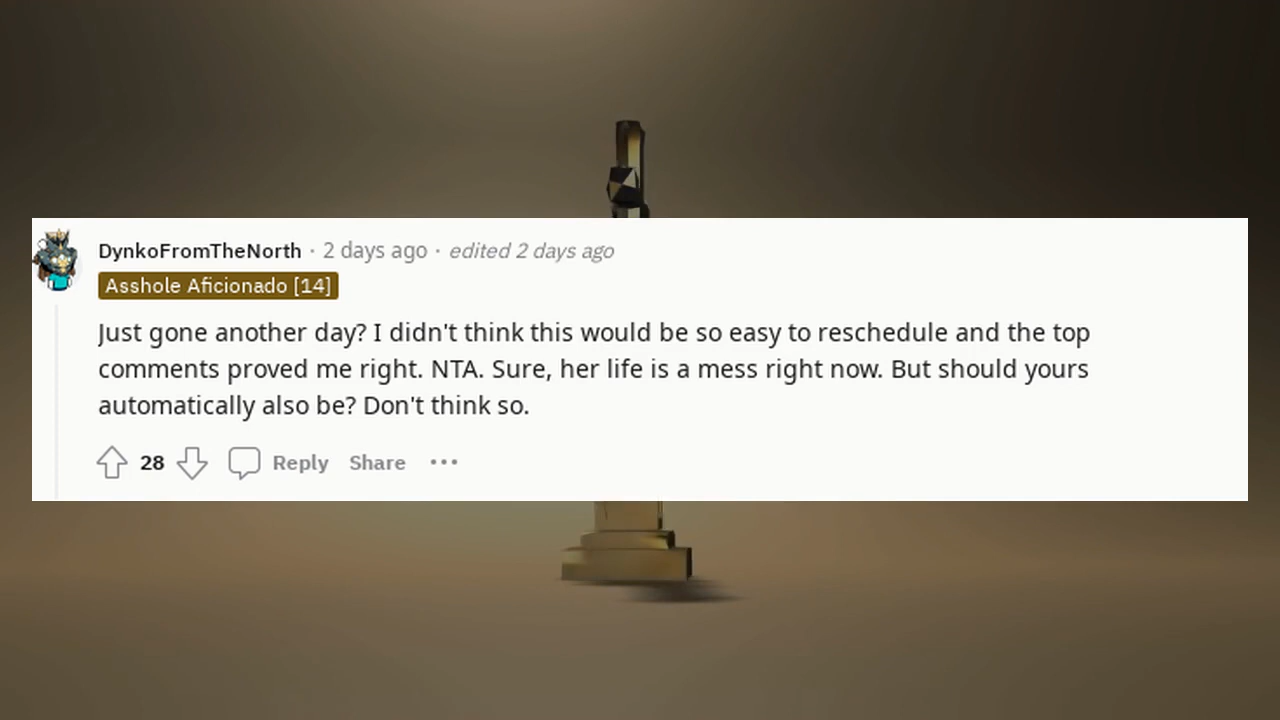 DynkoFromTheNorth · 2 days ago · edited 2 days ago
Asshole Aficionado [14]
Just gone another day? I didn't think this would be so easy to reschedule and the top
comments proved me right. NTA. Sure, her life is a mess right now. But should yours
automatically also be? Don't think so.
28 Reply Share ···